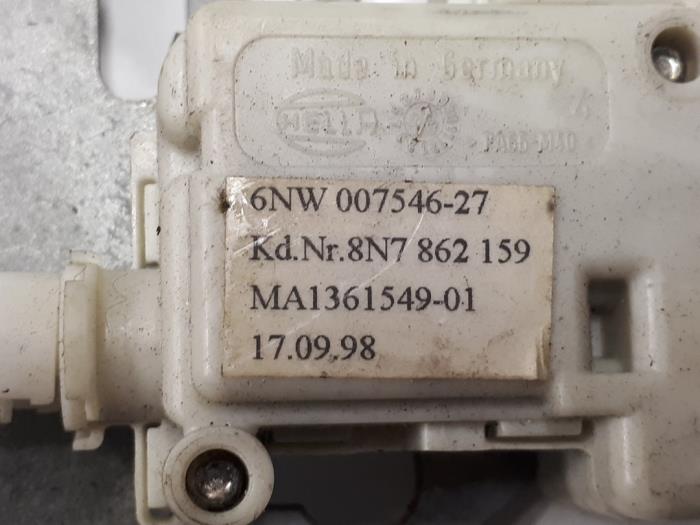 Made in Germany
HELLA
PA66-M40
6NW 007546-27
Kd.Nr.8N7 862 159
MA1361549-01
17.09.98